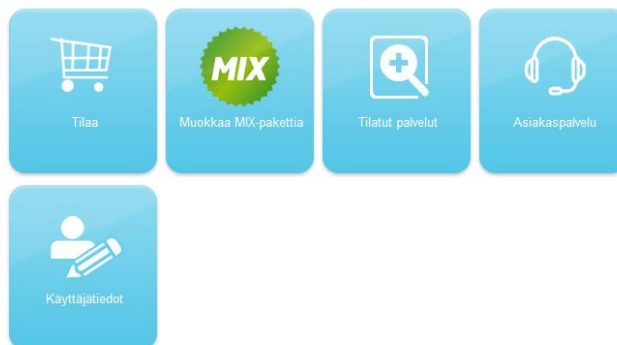 Tilaa
MIX
Muokkaa MIX-pakettia
Tilatut palvelut
Asiakaspalvelu
Käyttäjätiedot